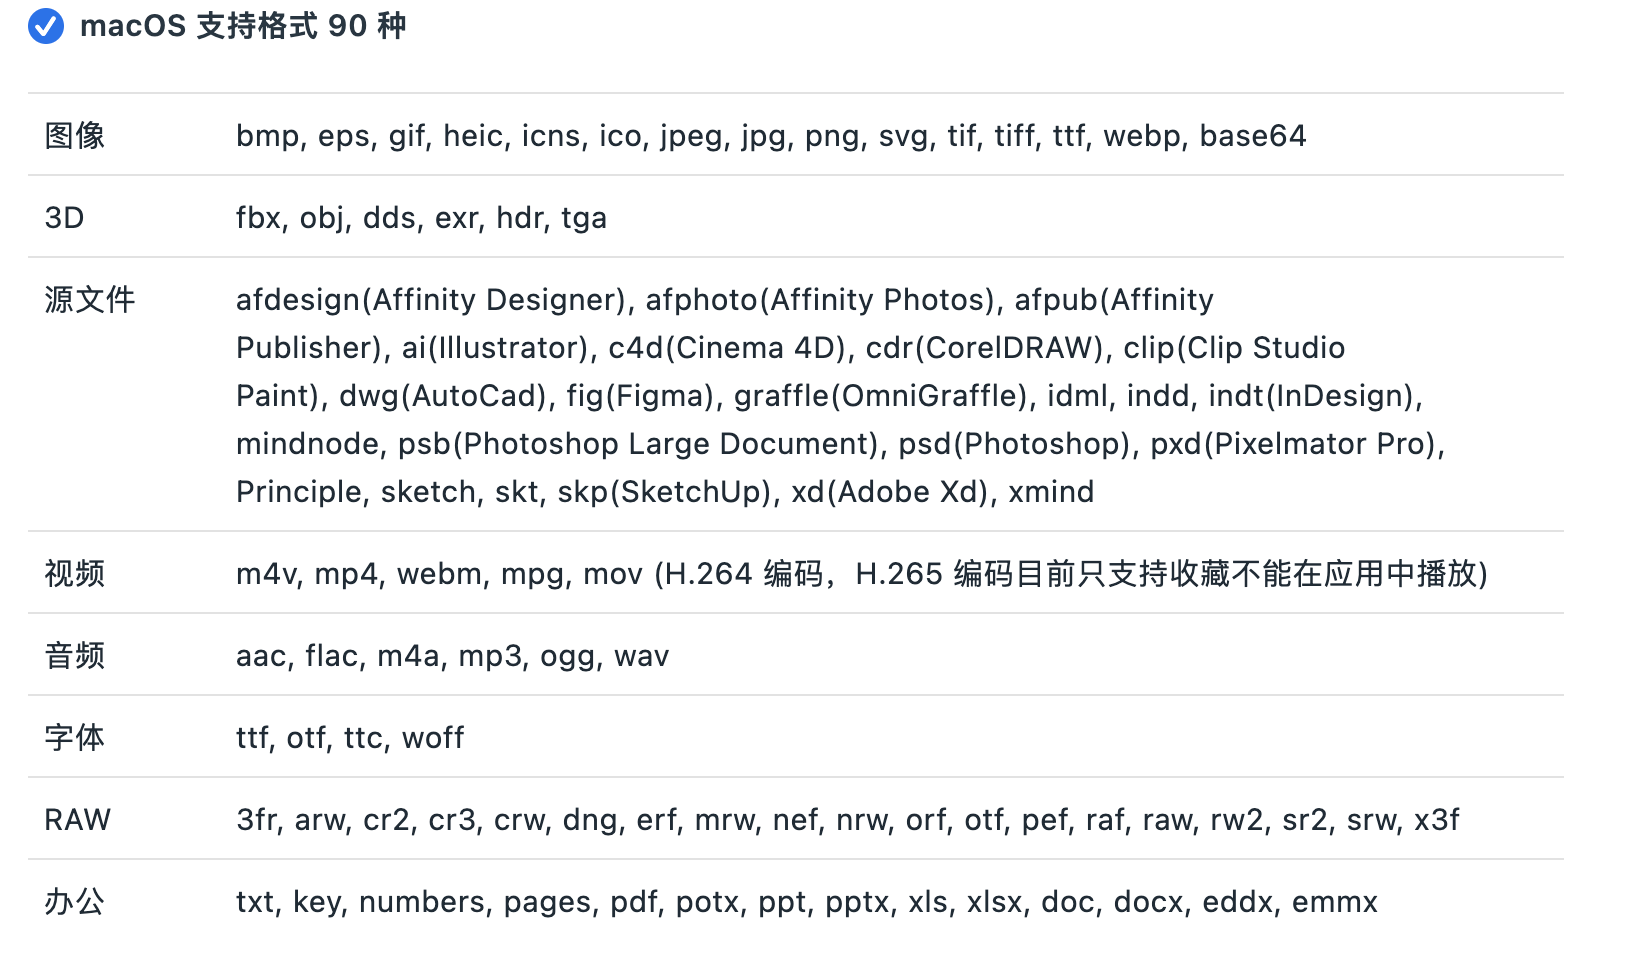 macOS 支持格式 90 种
图像 bmp, eps, gif, heic, icns, ico, jpeg, jpg, png, svg, tif, tiff, ttf, webp, base64
3D fbx, obj, dds, exr, hdr, tga
源文件 afdesign(Affinity Designer), afphoto(Affinity Photos), afpub(Affinity
Publisher), ai(Illustrator), c4d(Cinema 4D), cdr(CorelDRAW), clip(Clip Studio
Paint), dwg(AutoCad), fig(Figma), graffle(OmniGraffle), idml, indd, indt(InDesign),
mindnode, psb(Photoshop Large Document), psd(Photoshop), pxd(Pixelmator Pro),
Principle, sketch, skt, skp(SketchUp), xd(Adobe Xd), xmind
视频 m4v, mp4, webm, mpg, mov (H.264 编码，H.265 编码目前只支持收藏不能在应用中播放)
音频 aac, flac, m4a, mp3, ogg, wav
字体 ttf, otf, ttc, woff
RAW 3fr, arw, cr2, cr3, crw, dng, erf, mrw, nef, nrw, orf, otf, pef, raf, raw, rw2, sr2, srw, x3f
办公 txt, key, numbers, pages, pdf, potx, ppt, pptx, xls, xlsx, doc, docx, eddx, emmx